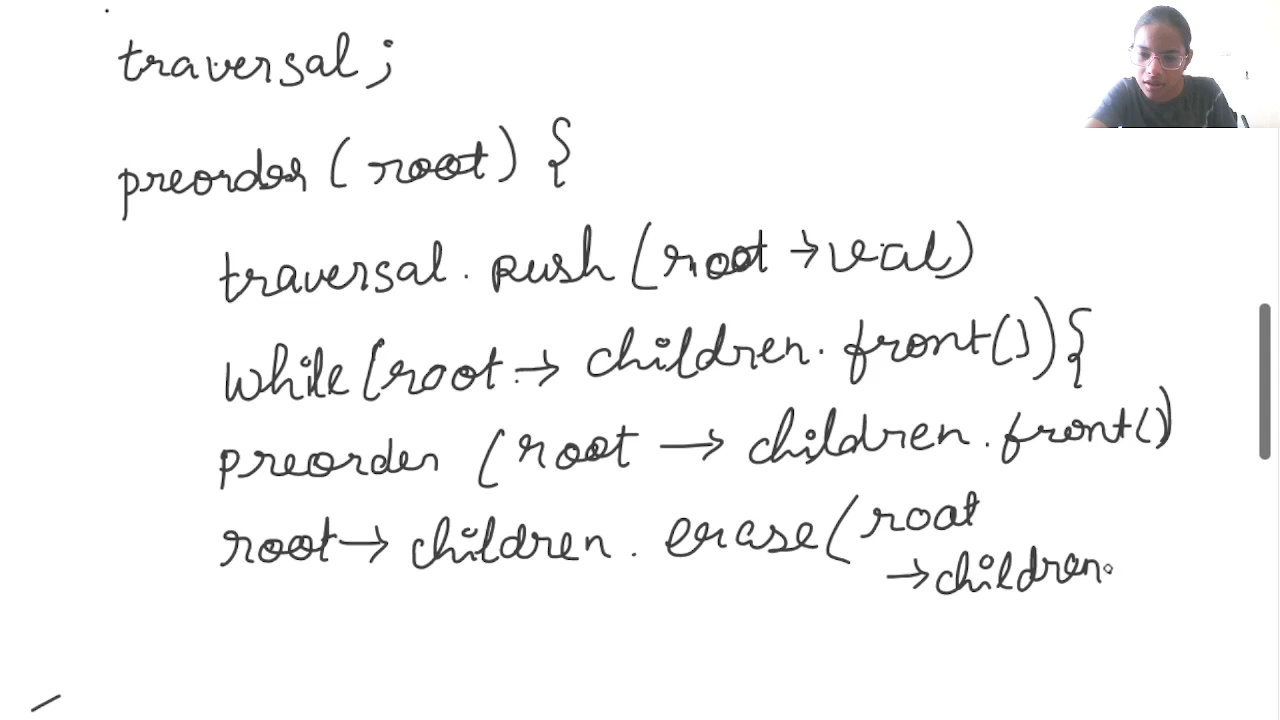 traversal;
preorder (root) {
traversal. push (root →val)
while (root → children. front()) {
preorder (root → children. front()
root → children. erase(root
→children.